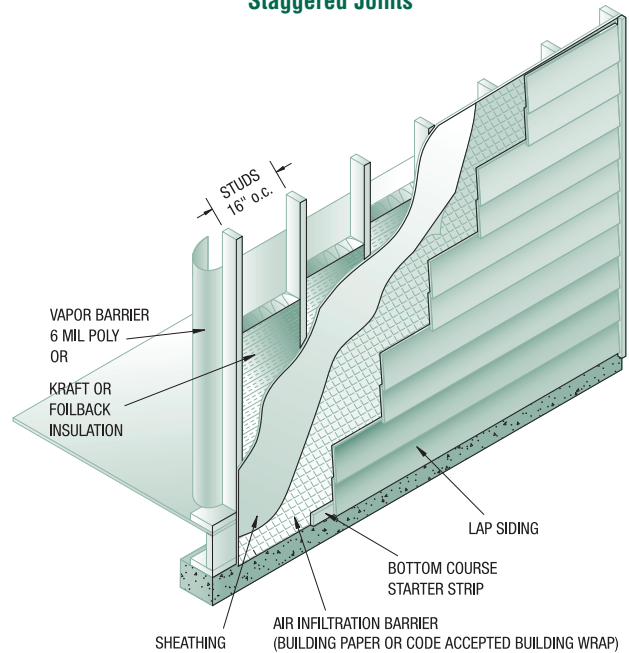 Staggered Joints
STUDS
16" o.c.
VAPOR BARRIER
6 MIL POLY
OR
KRAFT OR
FOILBACK
INSULATION
LAP SIDING
BOTTOM COURSE
STARTER STRIP
AIR INFILTRATION BARRIER
(BUILDING PAPER OR CODE ACCEPTED BUILDING WRAP)
SHEATHING